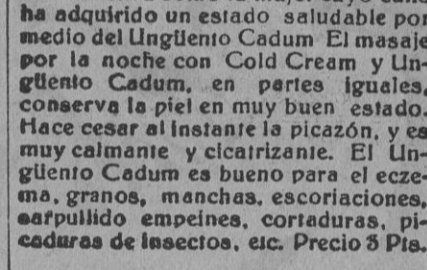 ha adquirido un estado saludable por
medio del Ungüento Cadum El masaje
por la noche con Cold Cream y Un-
güento Cadum, en partes iguales,
conserva la piel en muy buen estado.
Hace cesar al instante la picazón, y es
muy calmante y cicatrizante. El Un-
güento Cadum es bueno para el ecze-
ma, granos, manchas, escoriaciones,
sarpullido empeines, cortaduras, pi-
caduras de insectos, etc. Precio 3 Pts.